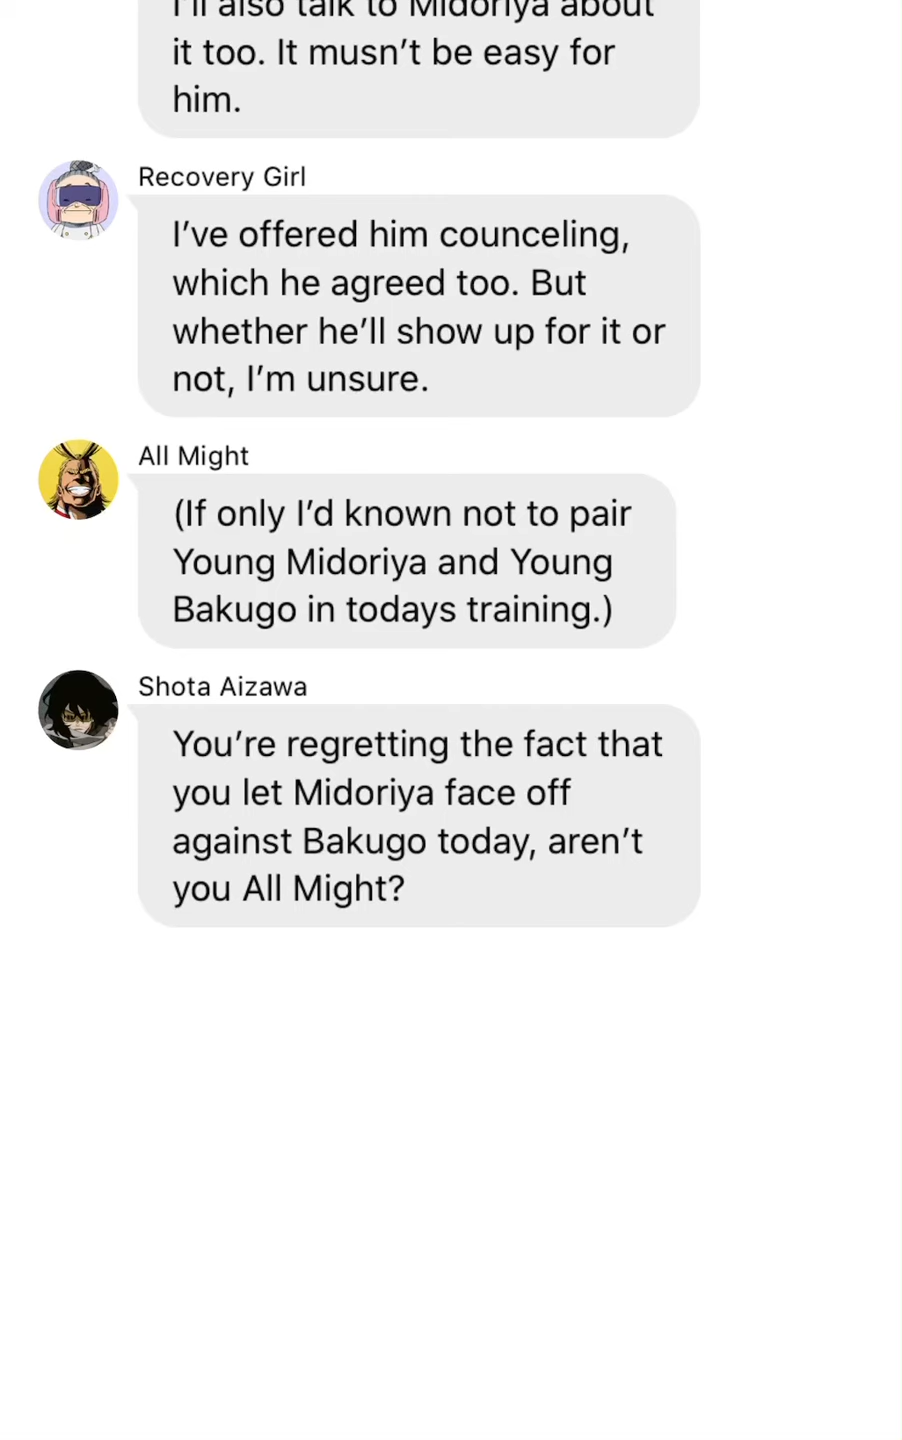 I'll also talk to Midoriya about
it too. It musn't be easy for
him.
Recovery Girl
I've offered him counceling,
which he agreed too. But
whether he'll show up for it or
not, I'm unsure.
All Might
(If only I'd known not to pair
Young Midoriya and Young
Bakugo in todays training.)
Shota Aizawa
You're regretting the fact that
you let Midoriya face off
against Bakugo today, aren't
you All Might?